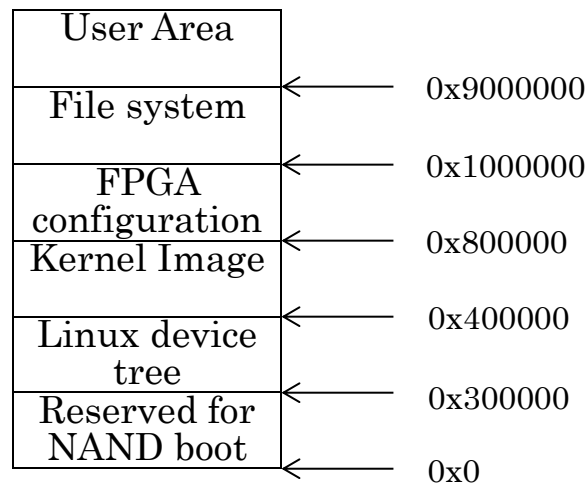 User Area
0x9000000
File system
0x1000000
FPGA
configuration
0x800000
Kernel Image
0x400000
Linux device
tree
0x300000
Reserved for
NAND boot
0x0